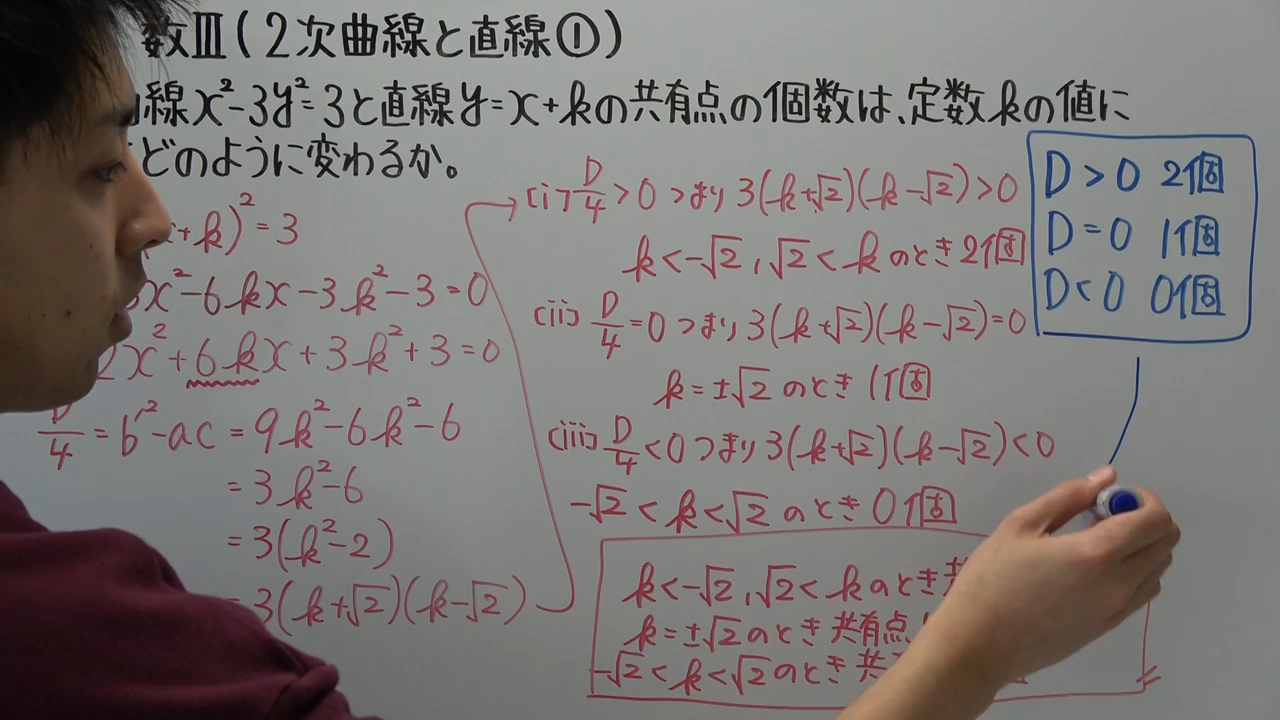 数Ⅲ(2次曲線と直線①)
線x²-3y²=3と直線y=x+kの共有点の個数は、定数kの値に
どのように変わるか。
+k)²=3
x²-6kx-3k²-3=0
2x²+6kx+3k²+3=0
D/4=b'²-ac=9k²-6k²-6
=3k²-6
=3(k²-2)
=3(k+√2)(k-√2)
(i) D/4>0 つまり 3(k+√2)(k-√2)>0
k<-√2,√2<kのとき2個
(ii) D/4=0 つまり 3(k+√2)(k-√2)=0
k=±√2のとき 1個
(iii) D/4<0 つまり 3(k+√2)(k-√2)<0
-√2<k<√2のとき 0個
k<-√2,√2<kのとき共
k=±√2のとき 共有点
-√2<k<√2のとき 共
D>0 2個
D=0 1個
D<0 0個